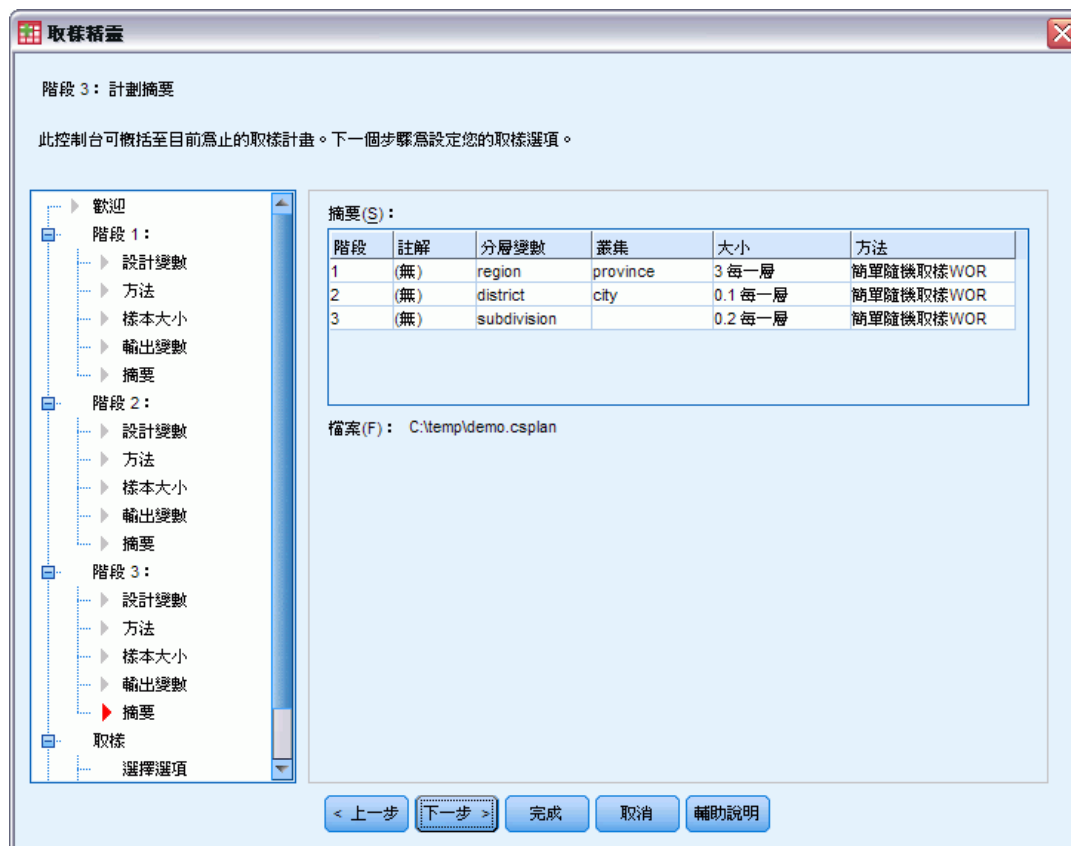 取樣精靈
階段 3：計劃摘要
此控制台可概括至目前為止的取樣計畫。下一個步驟為設定您的取樣選項。
歡迎
階段 1：
設計變數
方法
樣本大小
輸出變數
摘要
階段 2：
設計變數
方法
樣本大小
輸出變數
摘要
階段 3：
設計變數
方法
樣本大小
輸出變數
摘要
取樣
選擇選項
摘要(S)：
階段 註解 分層變數 叢集 大小 方法
1 (無) region province 3 每一層 簡單隨機取樣WOR
2 (無) district city 0.1 每一層 簡單隨機取樣WOR
3 (無) subdivision 0.2 每一層 簡單隨機取樣WOR
檔案(F)： C:\temp\demo.csplan
< 上一步 下一步 > 完成 取消 輔助說明